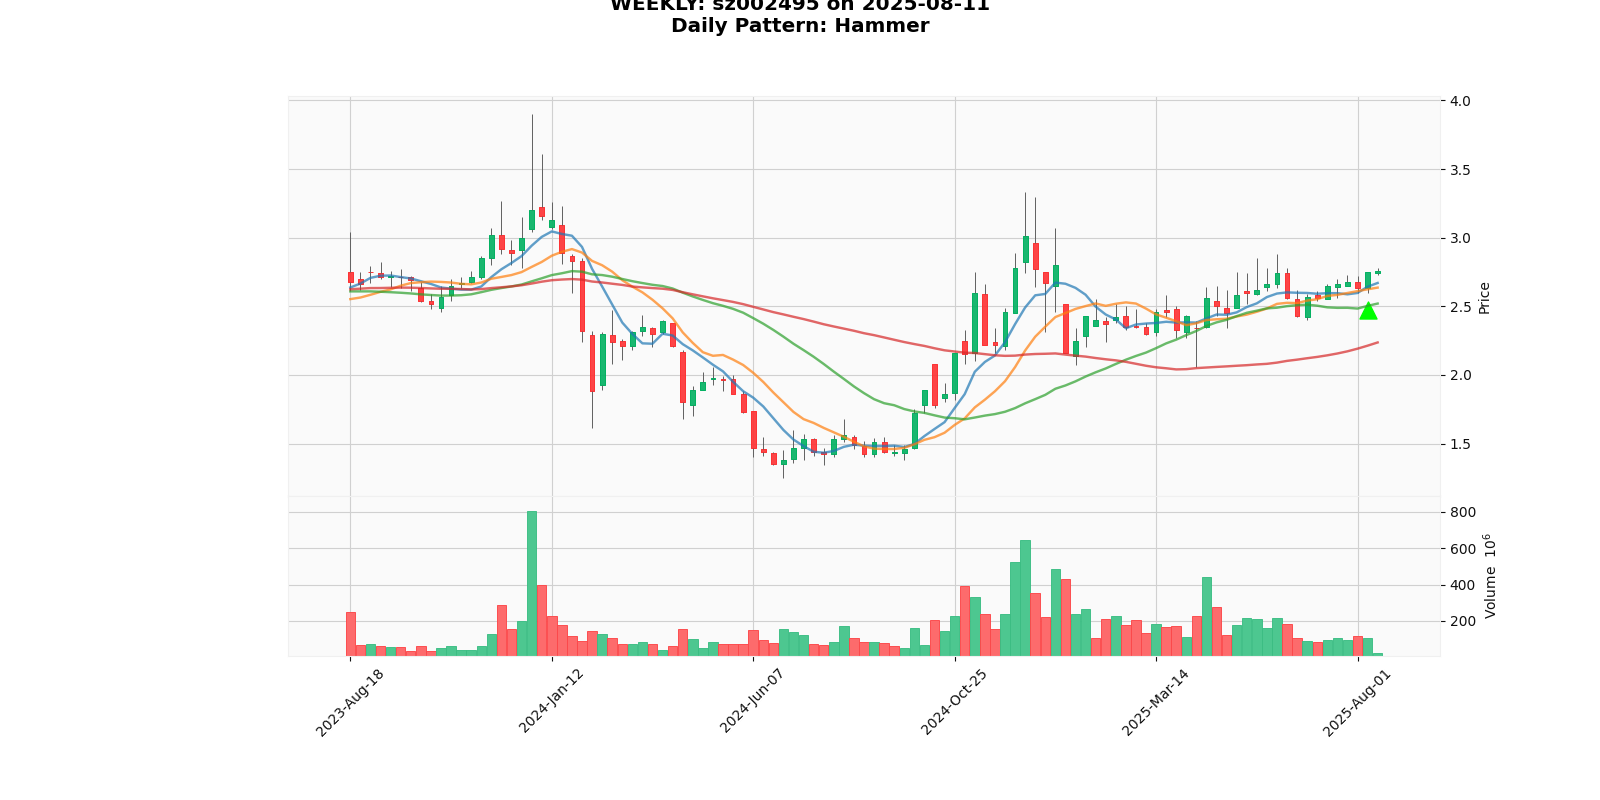 WEEKLY: sz002495 on 2025-08-11
Daily Pattern: Hammer
4.0
3.5
3.0
2.5
2.0
1.5
Price
800
600
400
200
Volume 10^6
2023-Aug-18
2024-Jan-12
2024-Jun-07
2024-Oct-25
2025-Mar-14
2025-Aug-01